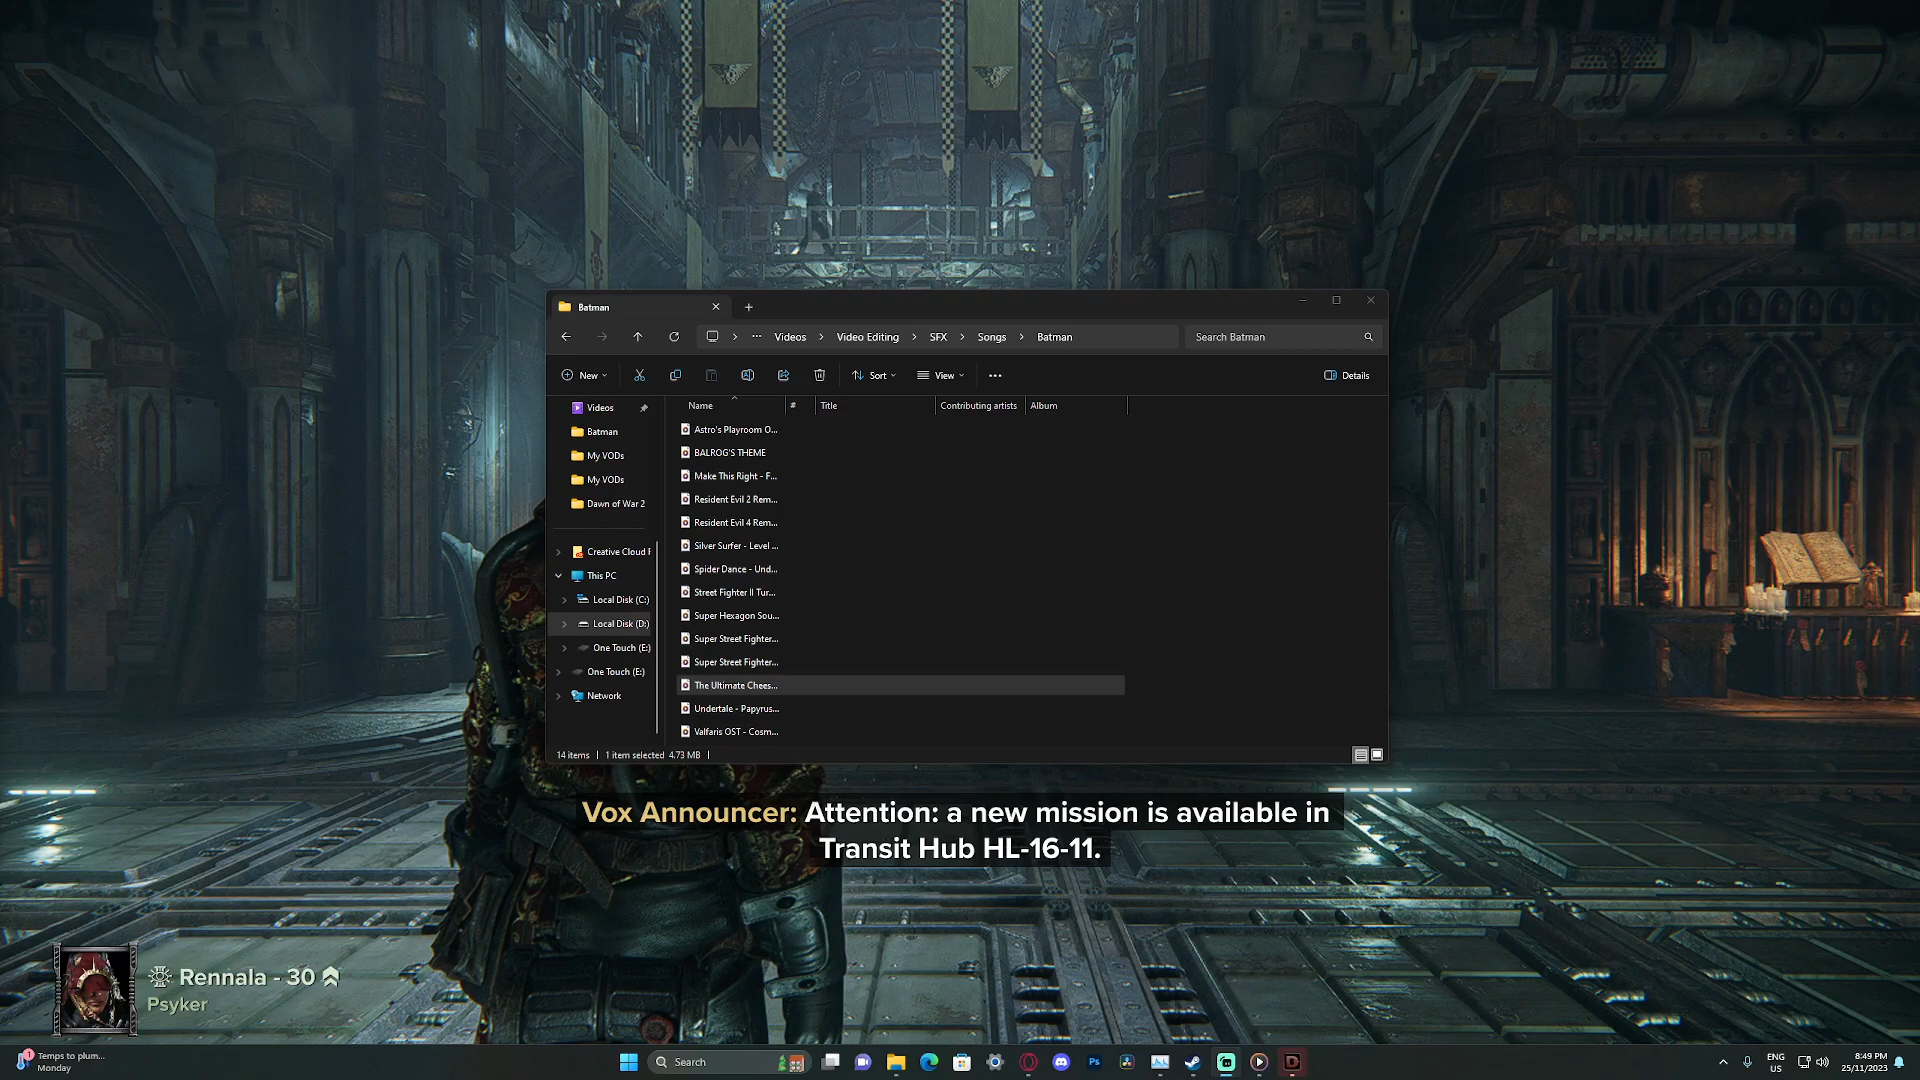 Batman
Videos
Video Editing
SFX
Songs
Batman
Search Batman
New
Sort
View
Details
Name
#
Title
Contributing artists
Album
Videos
Batman
My VODs
My VODs
Dawn of War 2
Creative Cloud F
This PC
Local Disk (C:)
Local Disk (D:)
One Touch (E:)
One Touch (E:)
Network
Astro's Playroom O...
BALROG'S THEME
Make This Right - F...
Resident Evil 2 Rem...
Resident Evil 4 Rem...
Silver Surfer - Level ...
Spider Dance - Und...
Street Fighter II Tur...
Super Hexagon Sou...
Super Street Fighter...
Super Street Fighter...
The Ultimate Chees...
Undertale - Papyrus...
Valfaris OST - Cosm...
14 items
1 item selected 4.73 MB
Vox Announcer: Attention: a new mission is available in
Transit Hub HL-16-11.
Rennala - 30
Psyker
1
Temps to plum...
Monday
Search
Ps
ENG
US
8:49 PM
25/11/2023